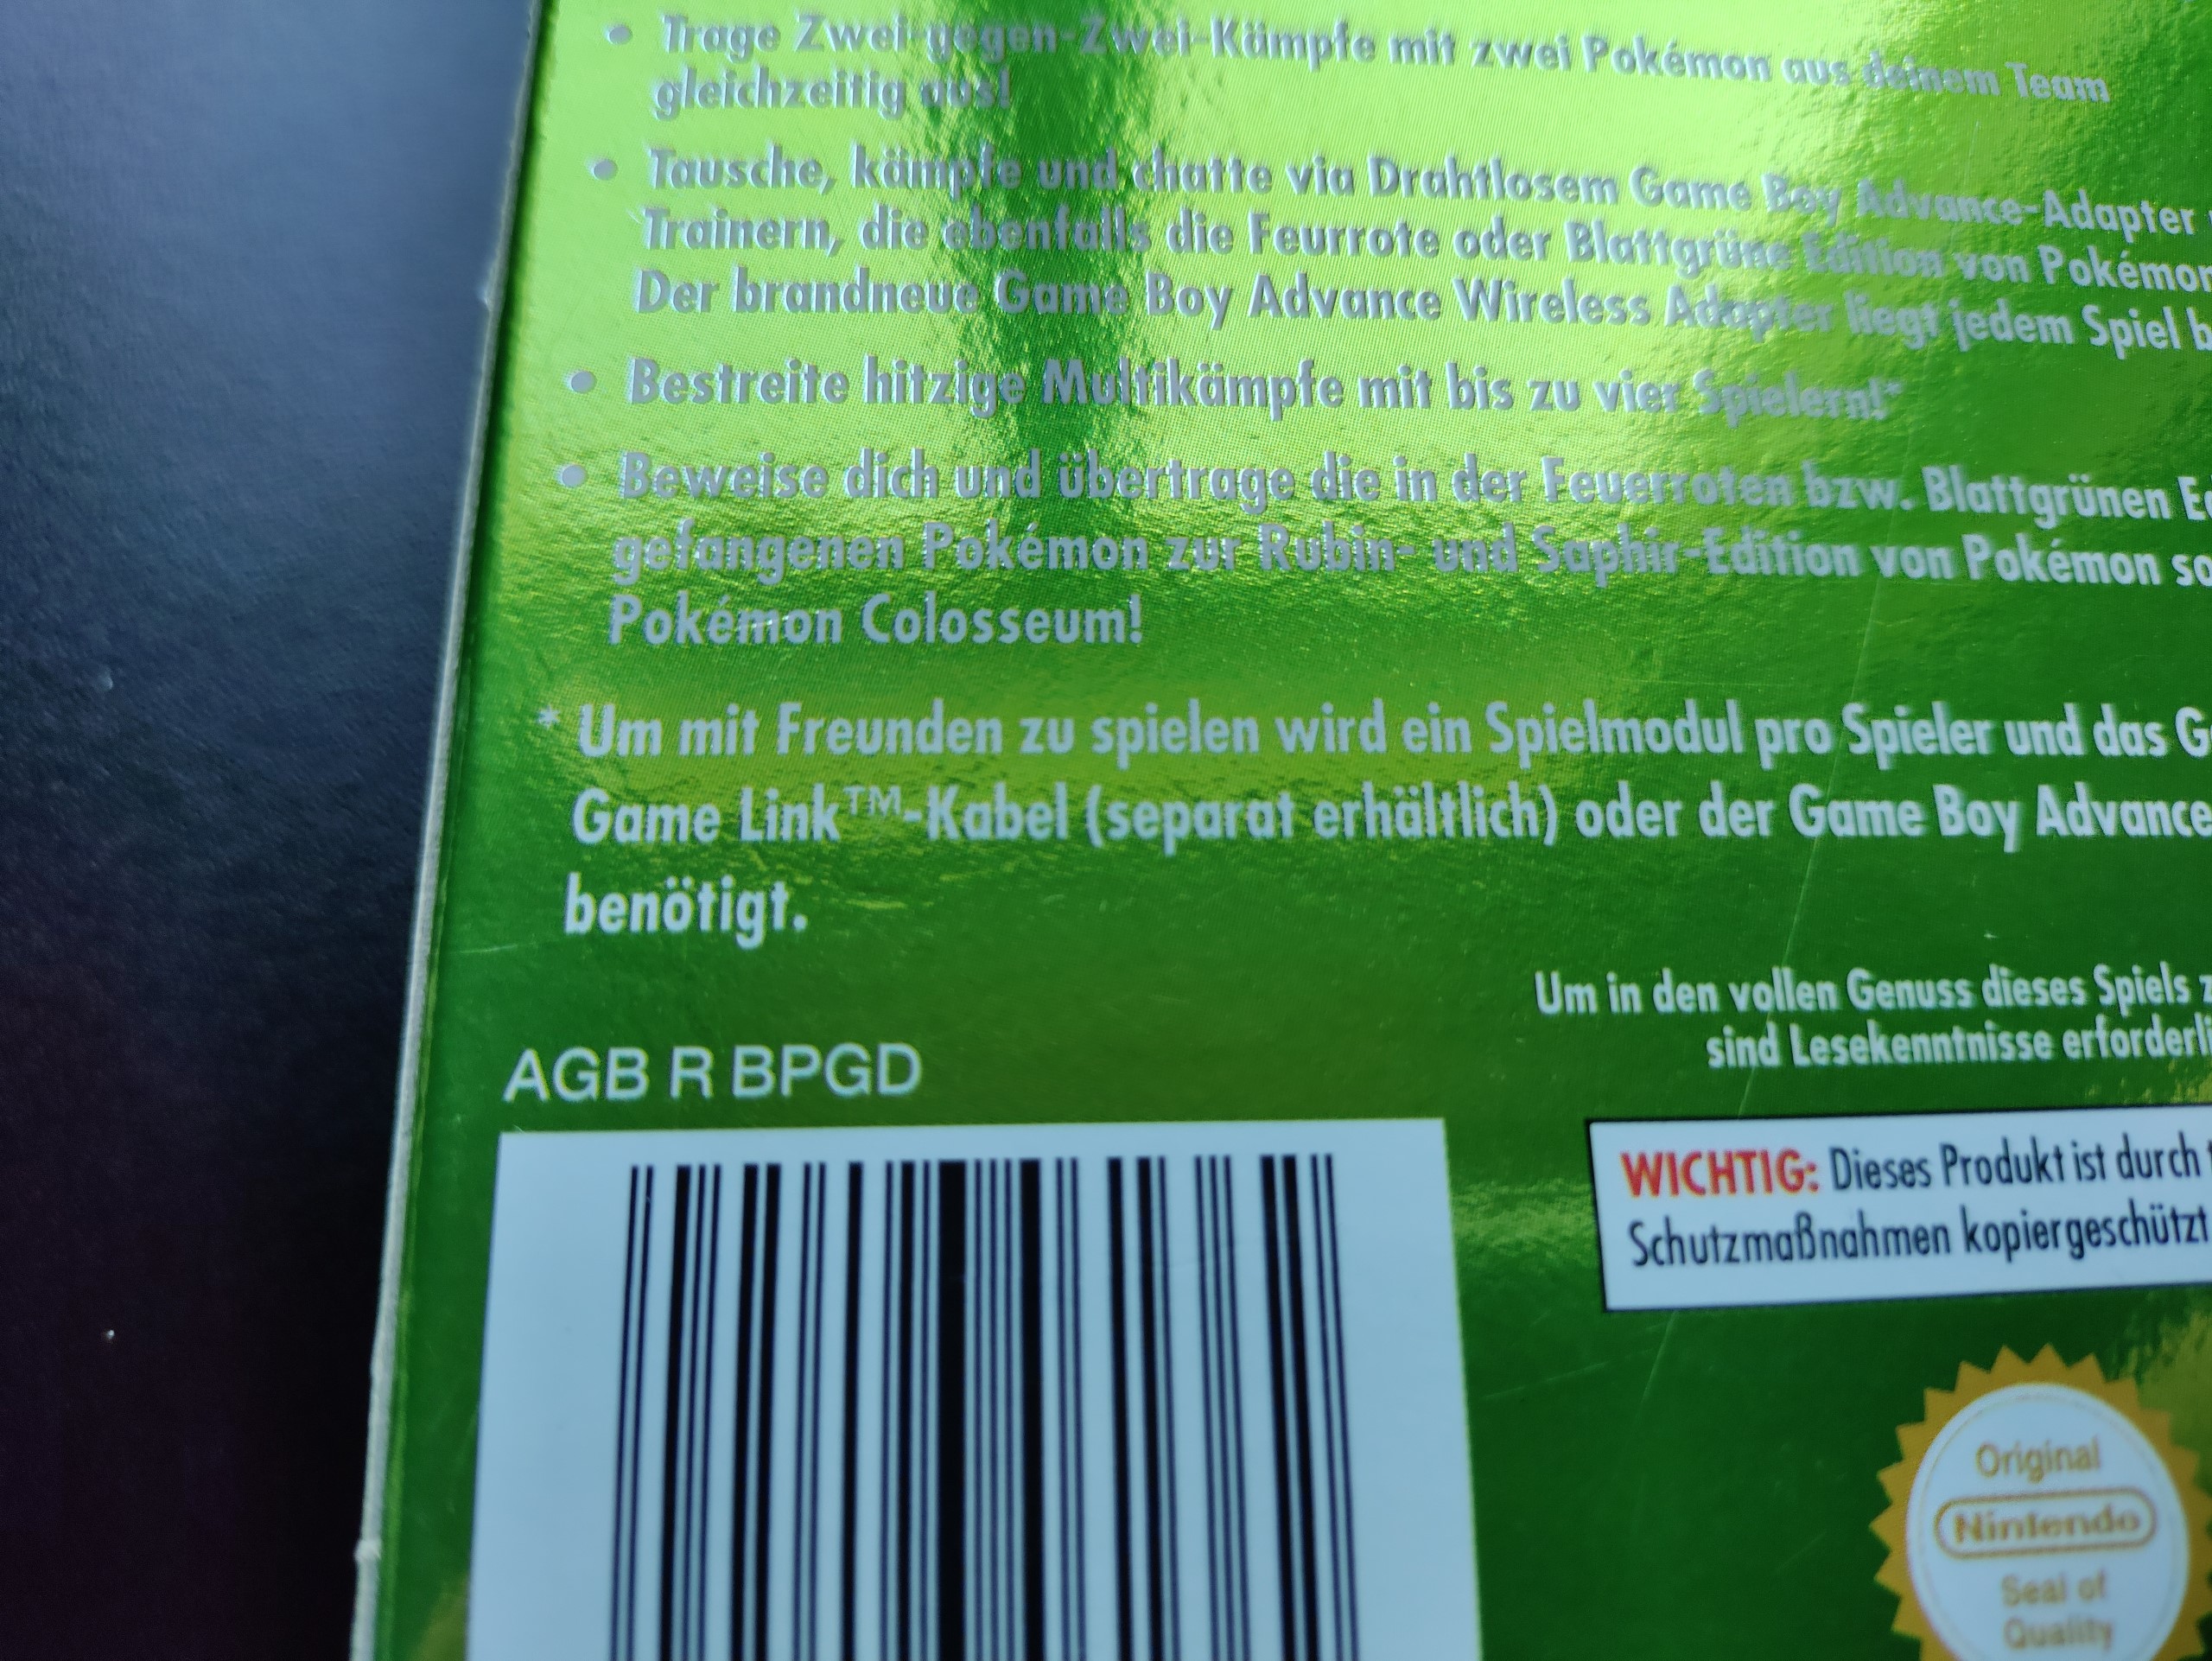 • Trage Zwei-gegen-Zwei-Kämpfe mit zwei Pokémon aus deinem Team
gleichzeitig aus!
• Tausche, kämpfe und chatte via Drahtlosem Game Boy Advance-Adapter
Trainern, die ebenfalls die Feurrote oder Blattgrüne Edition von Pokémon
Der brandneue Game Boy Advance Wireless Adapter liegt jedem Spiel
• Bestreite hitzige Multikämpfe mit bis zu vier Spielern!*
• Beweise dich und übertrage die in der Feuerroten bzw. Blattgrünen
gefangenen Pokémon zur Rubin- und Saphir-Edition von Pokémon
Pokémon Colosseum!
* Um mit Freunden zu spielen wird ein Spielmodul pro Spieler und das
Game Link™-Kabel (separat erhältlich) oder der Game Boy Advance
benötigt.
Um in den vollen Genuss dieses Spiels
sind Lesekenntnisse
AGB R BPGD
WICHTIG: Dieses Produkt ist durch
Schutzmaßnahmen kopiergeschützt
Original
Nintendo
Seal of
Quality